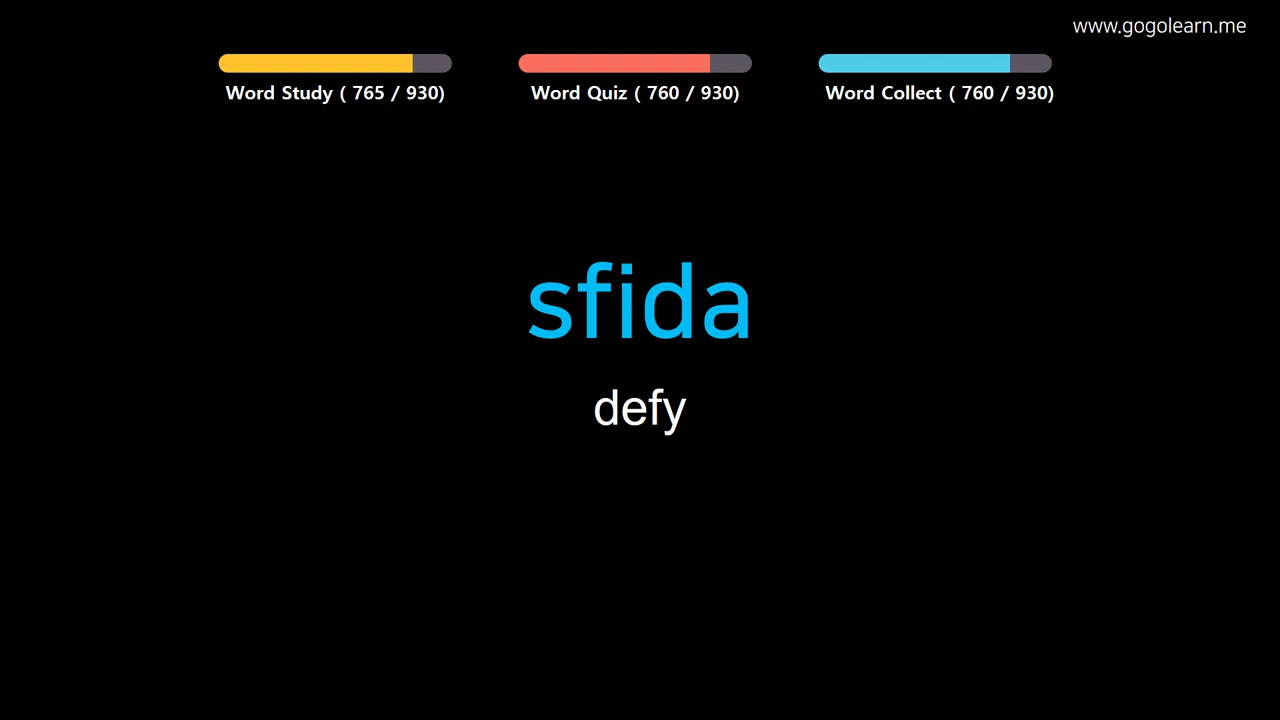 www.gogolearn.me
Word Study ( 765 / 930)
Word Quiz ( 760 / 930)
Word Collect ( 760 / 930)
sfida
defy